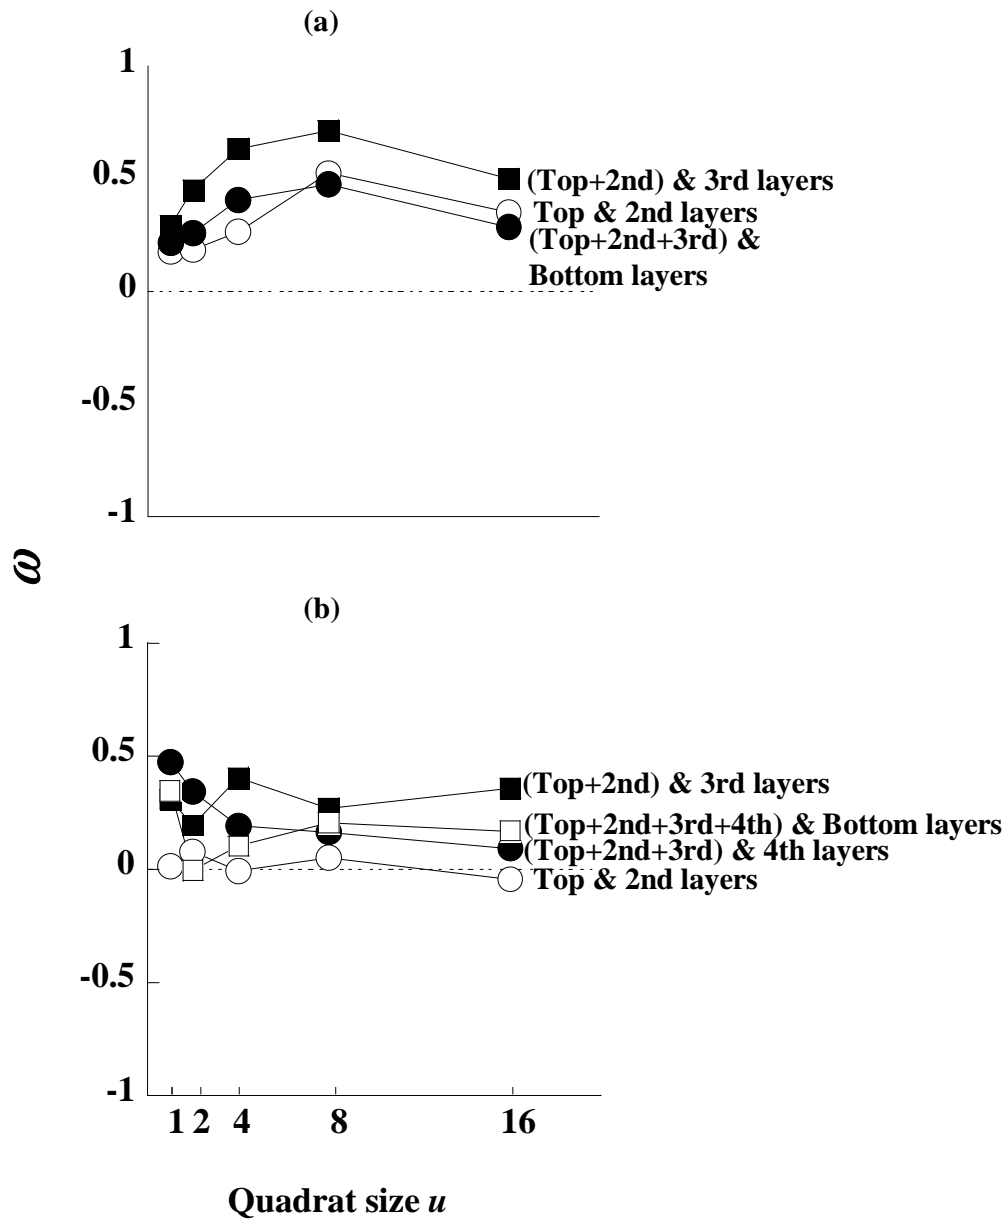 (a)
1
0.5
0
-0.5
-1
(Top+2nd) & 3rd layers
Top & 2nd layers
(Top+2nd+3rd) &
Bottom layers
ω
(b)
1
0.5
0
-0.5
-1
(Top+2nd) & 3rd layers
(Top+2nd+3rd+4th) & Bottom layers
(Top+2nd+3rd) & 4th layers
Top & 2nd layers
1 2 4 8 16
Quadrat size u